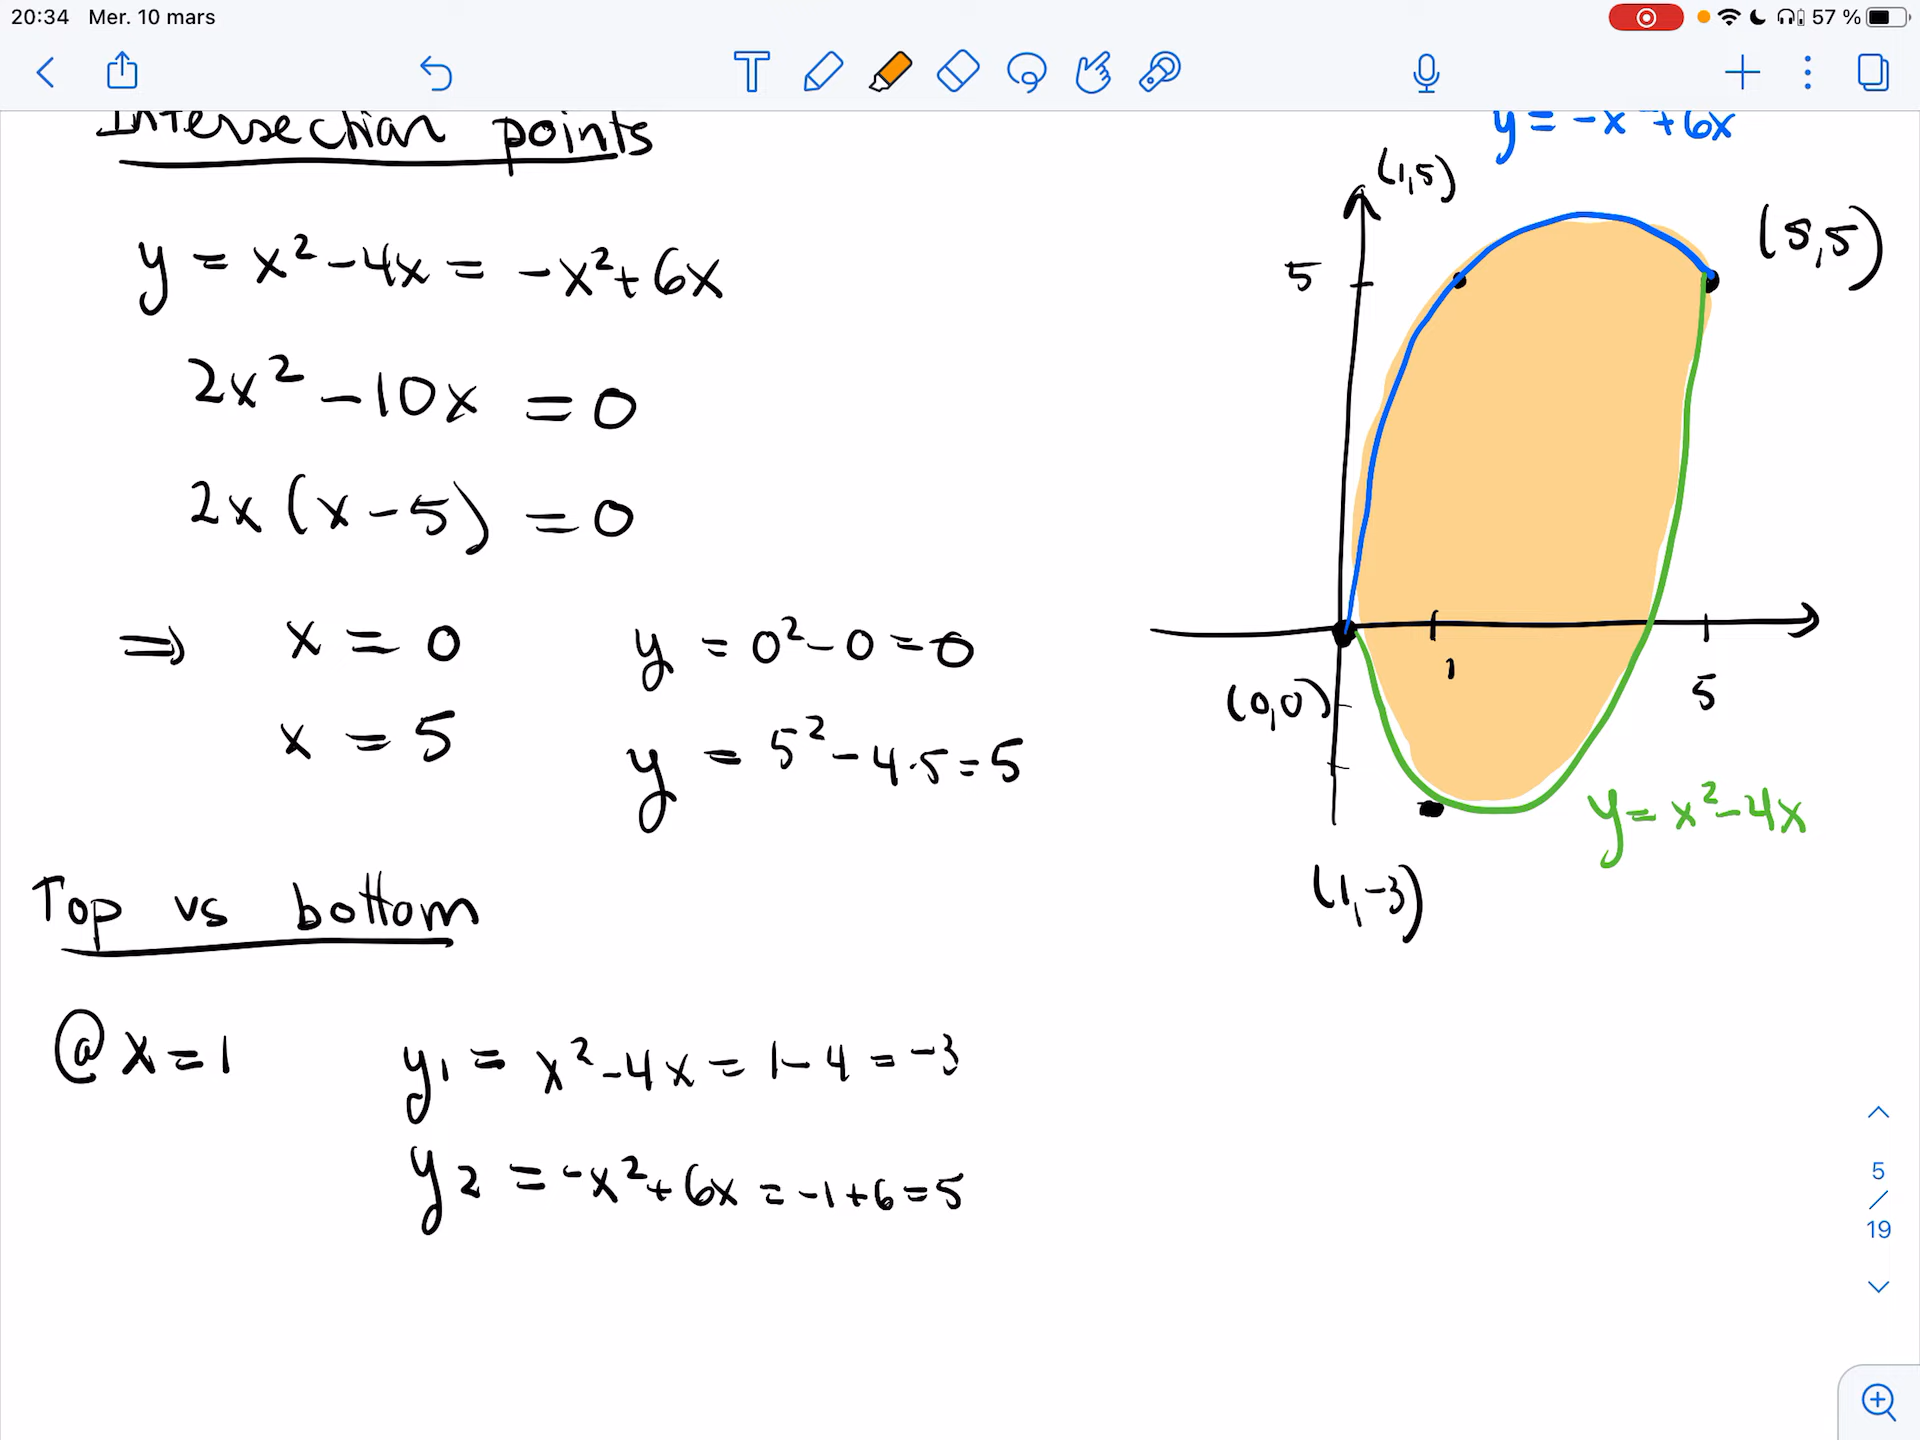 20:34 Mer. 10 mars 57 %
T
Intersection points
y = x² - 4x = -x² + 6x
2x² - 10x = 0
2x (x - 5) = 0
⇒ x = 0 y = 0² - 0 = 0
x = 5 y = 5² - 4·5 = 5
Top vs bottom
@ x = 1 y₁ = x² - 4x = 1 - 4 = -3
y₂ = -x² + 6x = -1 + 6 = 5
y = -x + 6x
(1,5)
(5,5)
5
1
5
(0,0)
y = x² - 4x
(1,-3)
5
/
19